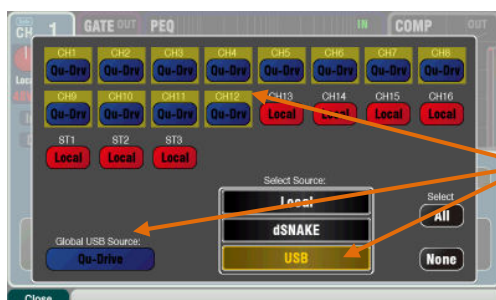 CH 1 GATE OUT PEQ IN COMP OUT
CH1 CH2 CH3 CH4 CH5 CH6 CH7 CH8
Qu-Drv Qu-Drv Qu-Drv Qu-Drv Qu-Drv Qu-Drv Qu-Drv Qu-Drv
CH9 CH10 CH11 CH12 CH13 CH14 CH15 CH16
Qu-Drv Qu-Drv Qu-Drv Qu-Drv Local Local Local Local
ST1 ST2 ST3
Local Local Local
Select Source:
Local
Select
All
dSNAKE
Global USB Source:
Qu-Drive
USB
None
Close